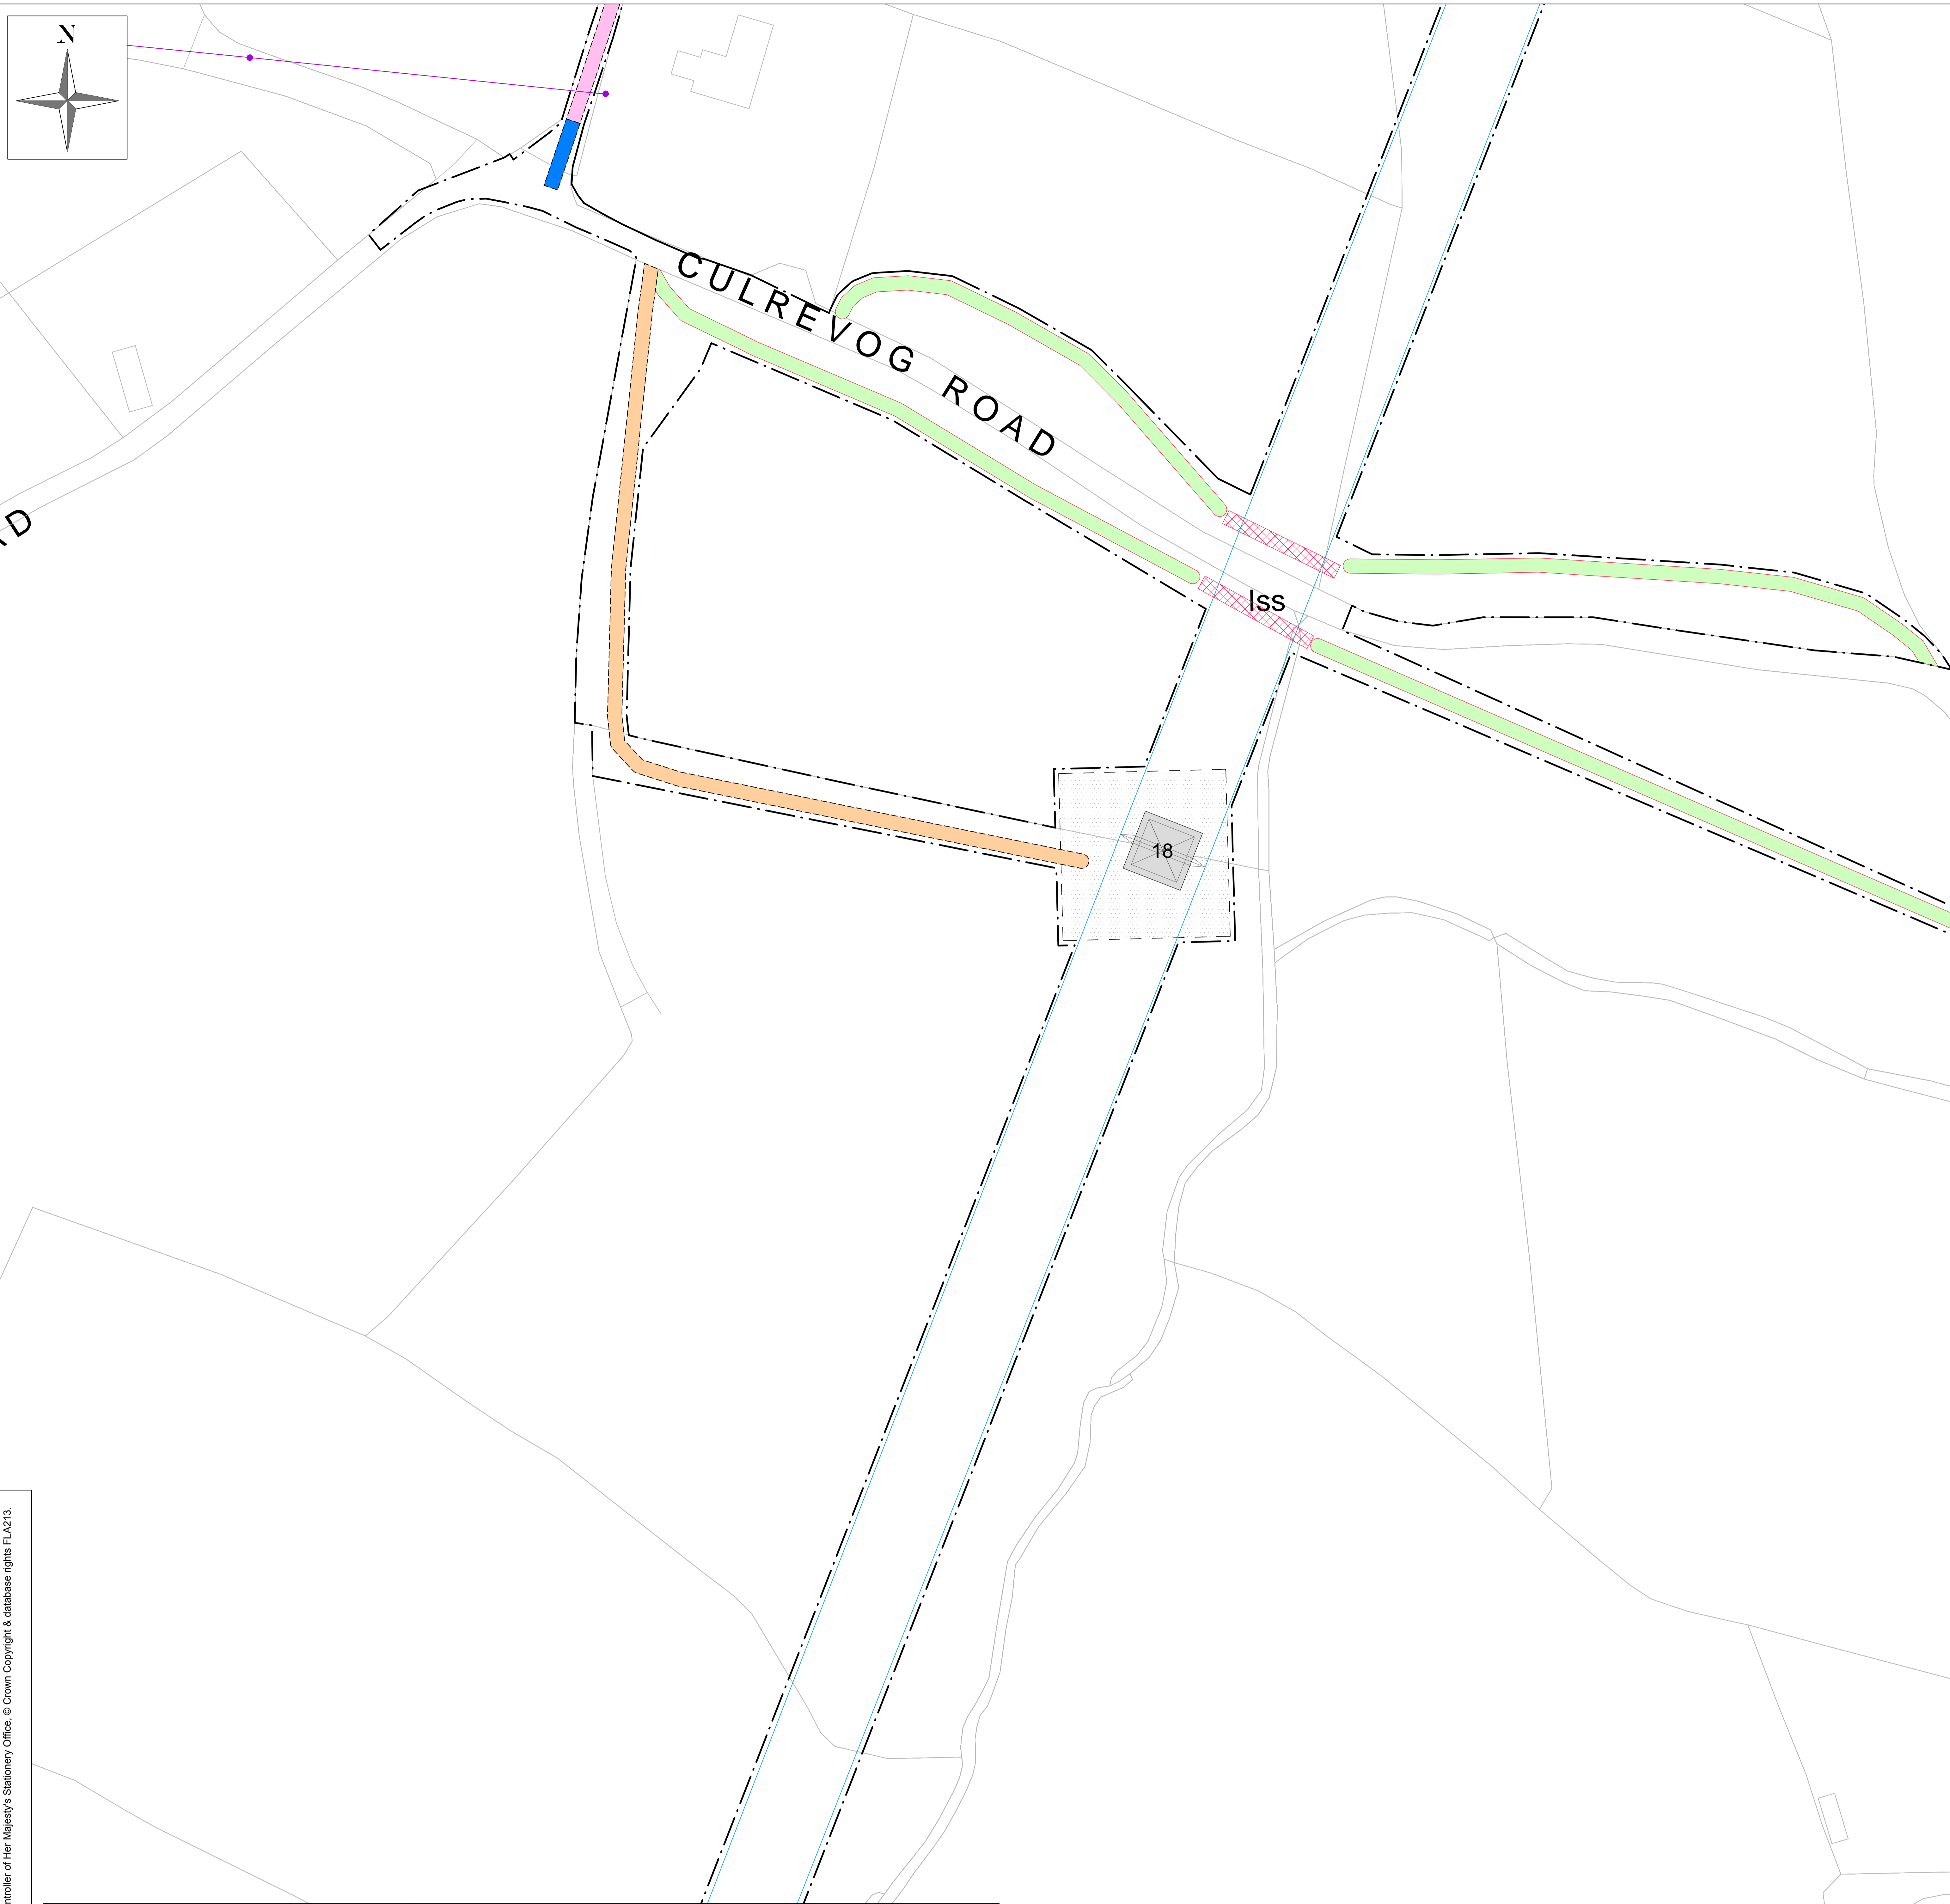 N
CULREVOG ROAD
Iss
18
ntroller of Her Majesty's Stationery Office, © Crown Copyright & database rights FLA213.